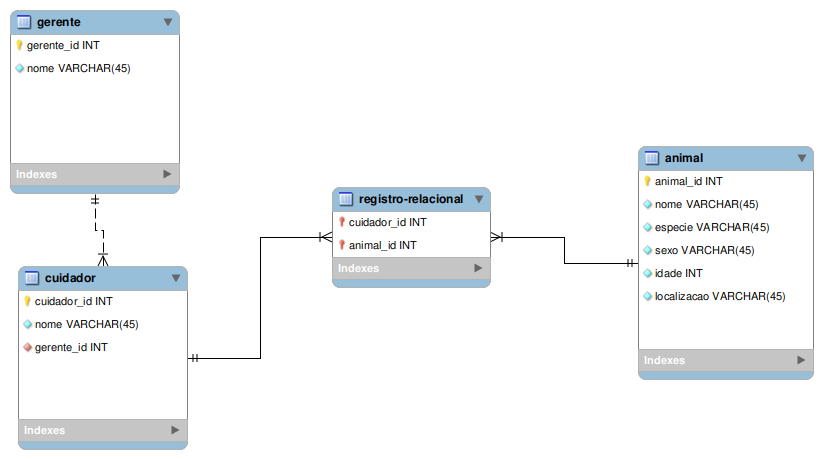 gerente
gerente_id INT
nome VARCHAR(45)
Indexes
cuidador
cuidador_id INT
nome VARCHAR(45)
gerente_id INT
Indexes
registro-relacional
cuidador_id INT
animal_id INT
Indexes
animal
animal_id INT
nome VARCHAR(45)
especie VARCHAR(45)
sexo VARCHAR(45)
idade INT
localizacao VARCHAR(45)
Indexes